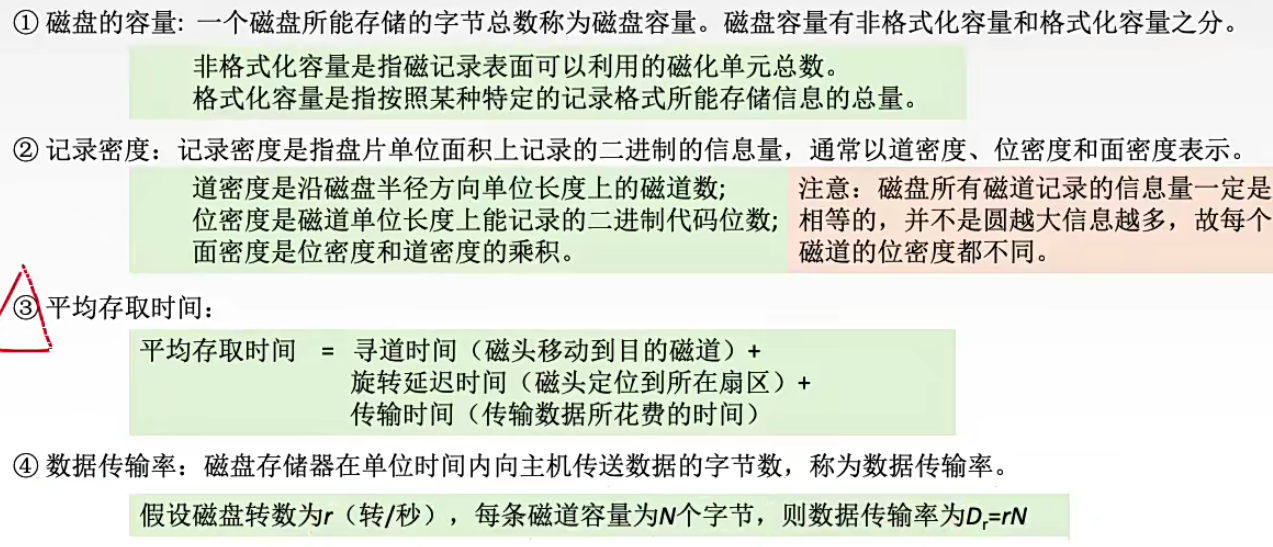 ① 磁盘的容量：一个磁盘所能存储的字节总数称为磁盘容量。磁盘容量有非格式化容量和格式化容量之分。
非格式化容量是指磁记录表面可以利用的磁化单元总数。
格式化容量是指按照某种特定的记录格式所能存储信息的总量。
② 记录密度：记录密度是指盘片单位面积上记录的二进制的信息量，通常以道密度、位密度和面密度表示。
道密度是沿磁盘半径方向单位长度上的磁道数;
位密度是磁道单位长度上能记录的二进制代码位数;
面密度是位密度和道密度的乘积。
注意：磁盘所有磁道记录的信息量一定是
相等的，并不是圆越大信息越多，故每个
磁道的位密度都不同。
③ 平均存取时间：
平均存取时间 = 寻道时间（磁头移动到目的磁道）+
旋转延迟时间（磁头定位到所在扇区）+
传输时间（传输数据所花费的时间）
④ 数据传输率：磁盘存储器在单位时间内向主机传送数据的字节数，称为数据传输率。
假设磁盘转数为r（转/秒），每条磁道容量为N个字节，则数据传输率为Dr=rN